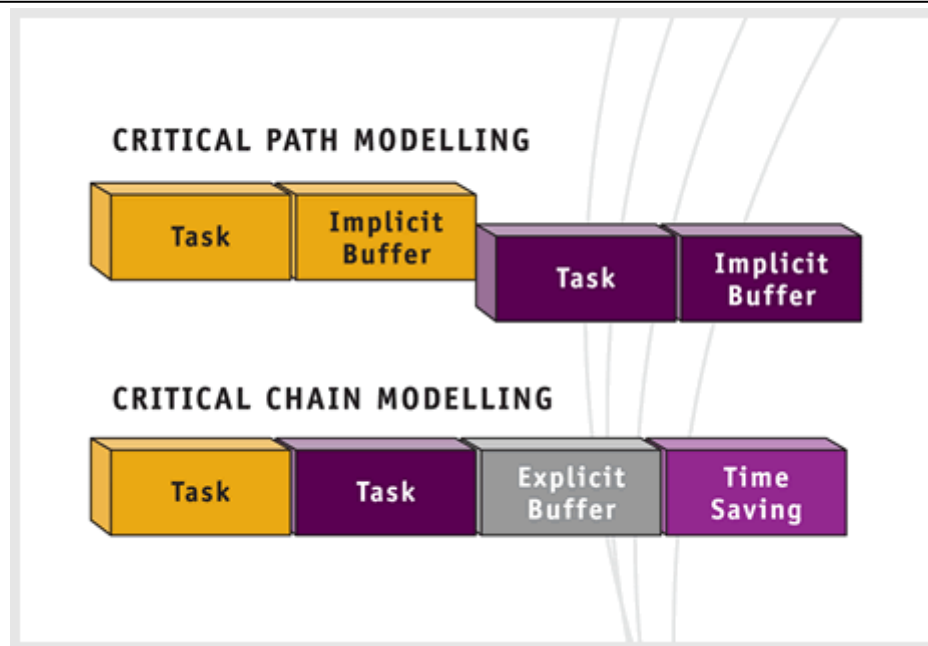 CRITICAL PATH MODELLING
Task
Implicit
Buffer
Task
Implicit
Buffer
CRITICAL CHAIN MODELLING
Task
Task
Explicit
Buffer
Time
Saving